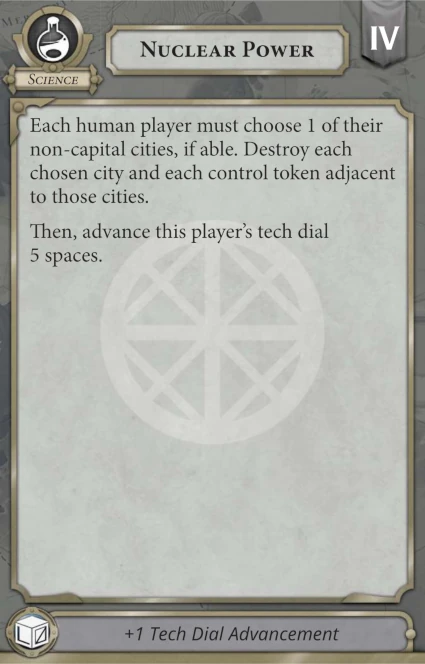 IV
Nuclear Power
Science
Each human player must choose 1 of their
non-capital cities, if able. Destroy each
chosen city and each control token adjacent
to those cities.
Then, advance this player's tech dial
5 spaces.
+1 Tech Dial Advancement